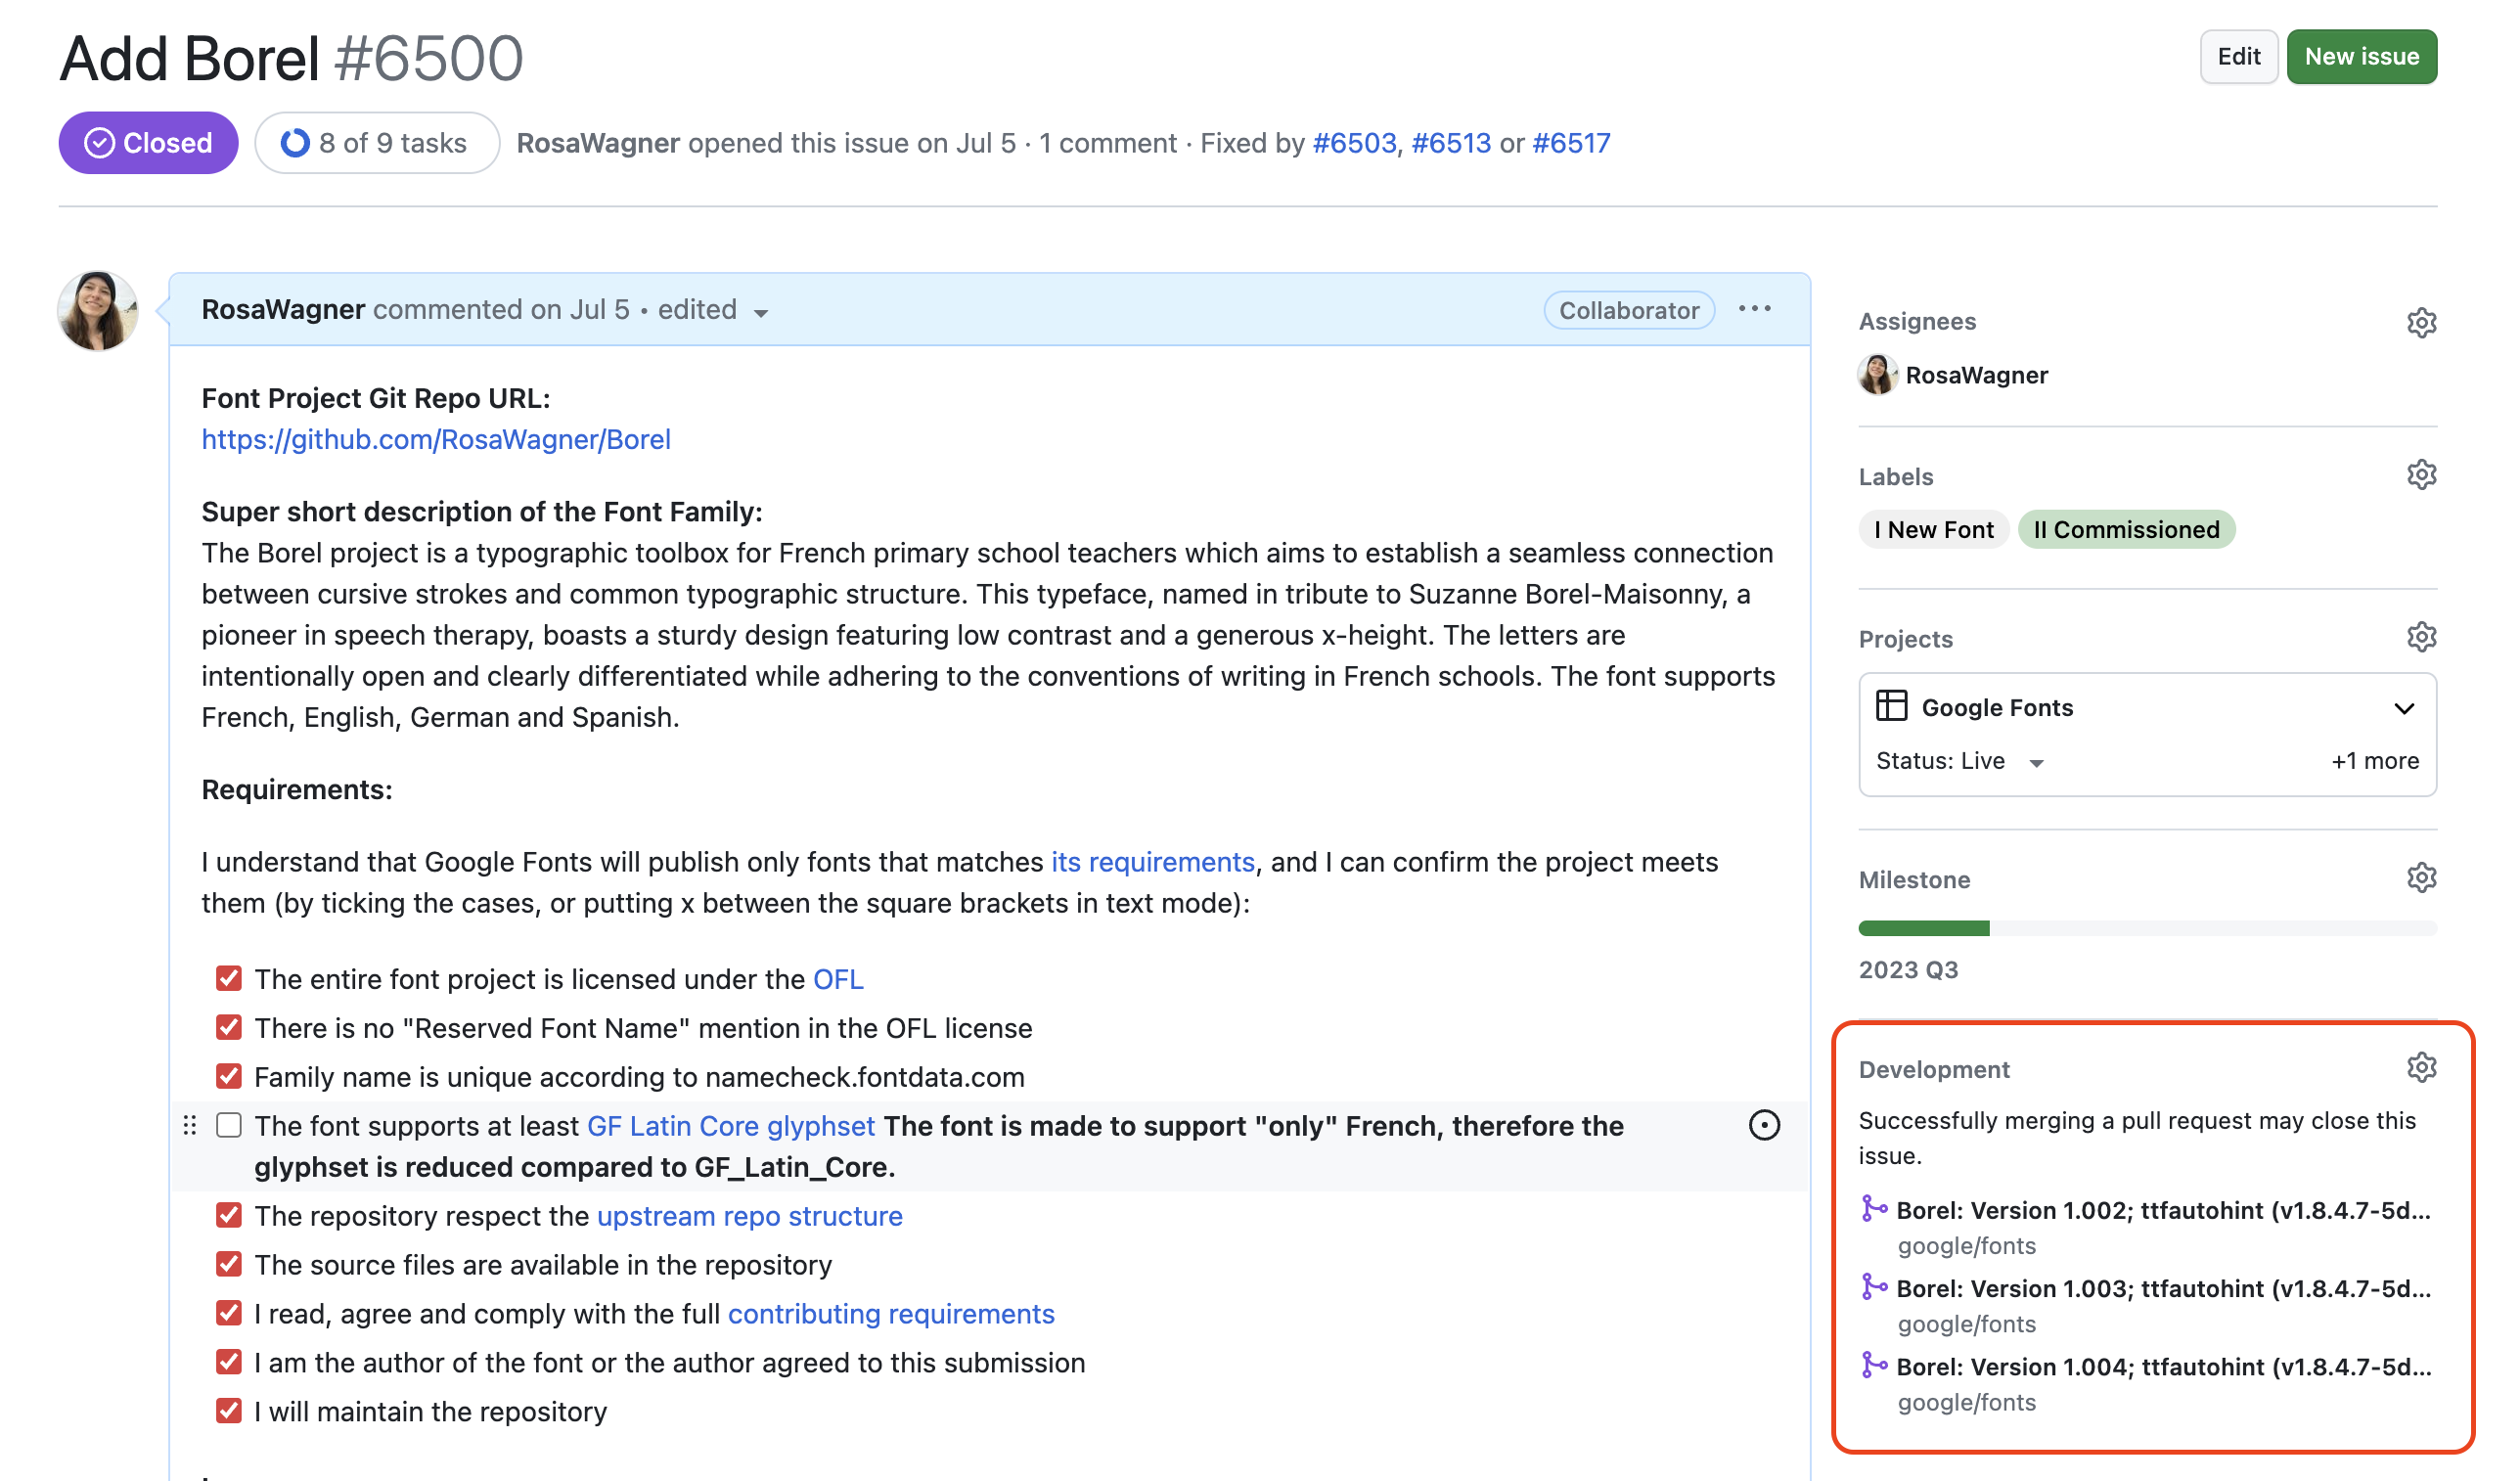 Add Borel #6500
Edit
New issue
Closed
8 of 9 tasks
RosaWagner opened this issue on Jul 5 · 1 comment · Fixed by #6503, #6513 or #6517
RosaWagner commented on Jul 5 • edited
Collaborator
Font Project Git Repo URL:
https://github.com/RosaWagner/Borel
Super short description of the Font Family:
The Borel project is a typographic toolbox for French primary school teachers which aims to establish a seamless connection
between cursive strokes and common typographic structure. This typeface, named in tribute to Suzanne Borel-Maisonny, a
pioneer in speech therapy, boasts a sturdy design featuring low contrast and a generous x-height. The letters are
intentionally open and clearly differentiated while adhering to the conventions of writing in French schools. The font supports
French, English, German and Spanish.
Requirements:
I understand that Google Fonts will publish only fonts that matches its requirements, and I can confirm the project meets
them (by ticking the cases, or putting x between the square brackets in text mode):
The entire font project is licensed under the OFL
There is no "Reserved Font Name" mention in the OFL license
Family name is unique according to namecheck.fontdata.com
The font supports at least GF Latin Core glyphset The font is made to support "only" French, therefore the
glyphset is reduced compared to GF_Latin_Core.
The repository respect the upstream repo structure
The source files are available in the repository
I read, agree and comply with the full contributing requirements
I am the author of the font or the author agreed to this submission
I will maintain the repository
Assignees
RosaWagner
Labels
I New Font
II Commissioned
Projects
Google Fonts
Status: Live
+1 more
Milestone
2023 Q3
Development
Successfully merging a pull request may close this
issue.
Borel: Version 1.002; ttfautohint (v1.8.4.7-5d...
google/fonts
Borel: Version 1.003; ttfautohint (v1.8.4.7-5d...
google/fonts
Borel: Version 1.004; ttfautohint (v1.8.4.7-5d...
google/fonts